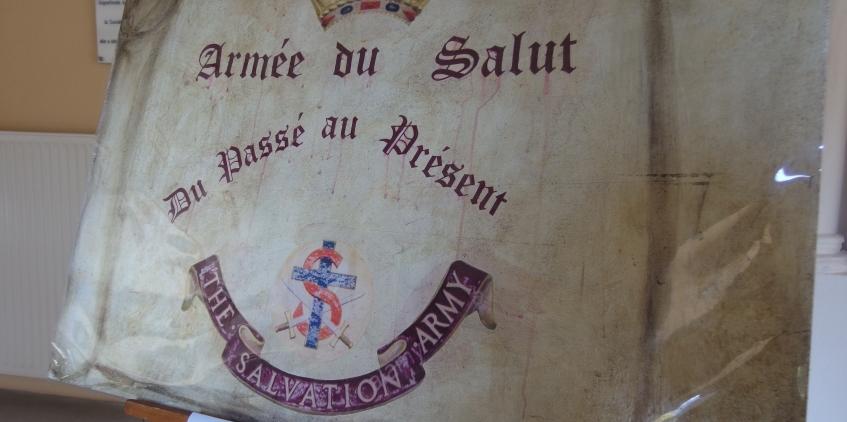 Armée du Salut
Du Passé au Présent
THE SALVATION ARMY